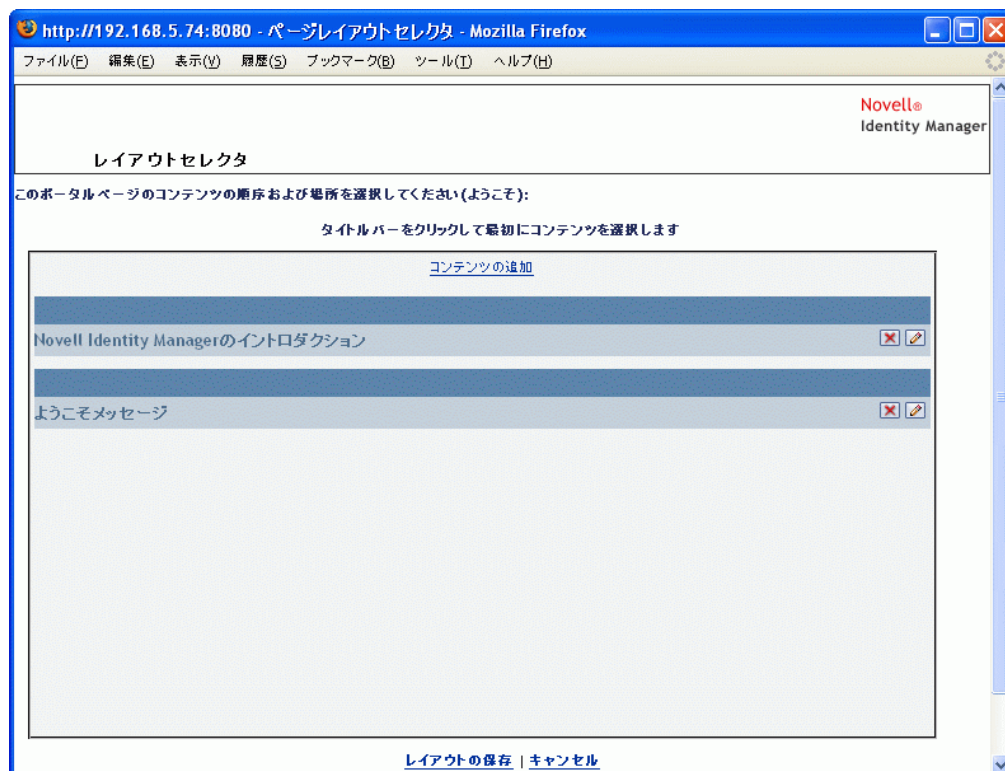 http://192.168.5.74:8080 - ページレイアウトセレクタ - Mozilla Firefox
ファイル(F) 編集(E) 表示(V) 履歴(S) ブックマーク(B) ツール(T) ヘルプ(H)
Novell®
Identity Manager
レイアウトセレクタ
このポータルページのコンテンツの順序および場所を選択してください(ようこそ):
タイトルバーをクリックして最初にコンテンツを選択します
コンテンツの追加
Novell Identity Managerのイントロダクション
ようこそメッセージ
レイアウトの保存 | キャンセル